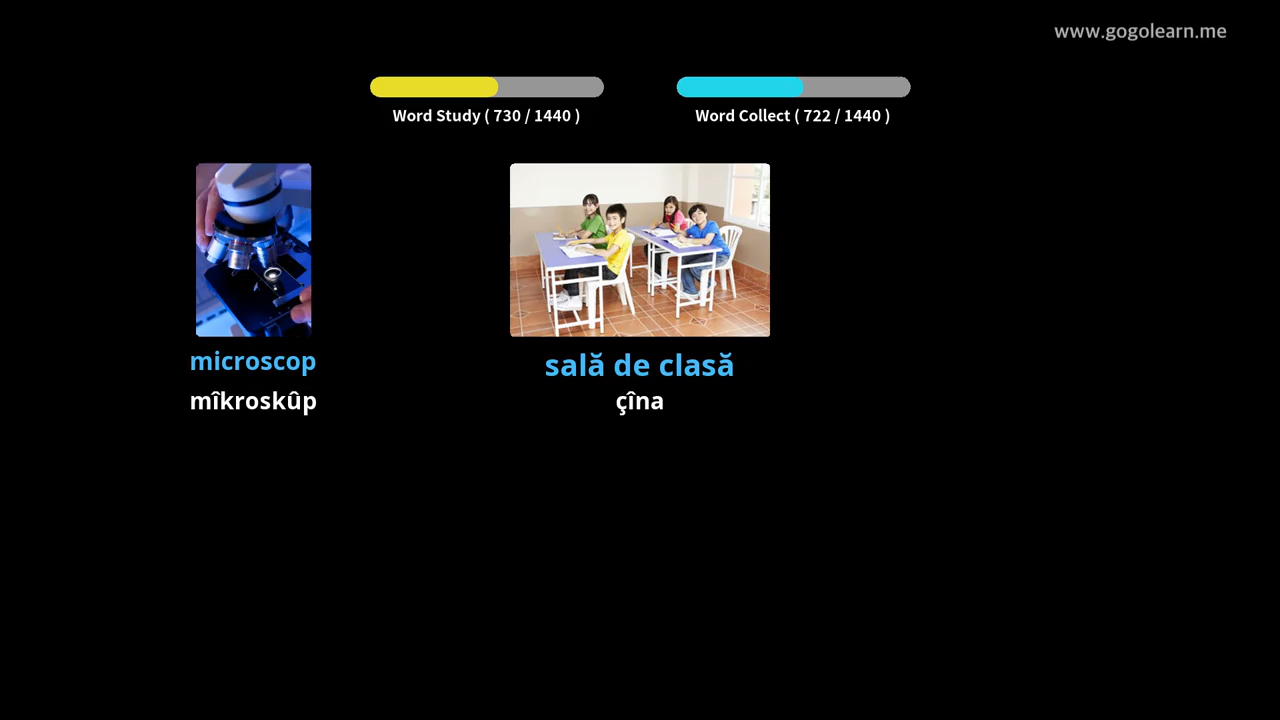 www.gogolearn.me
Word Study ( 730 / 1440 )
Word Collect ( 722 / 1440 )
microscop
mîkroskûp
sală de clasă
çîna